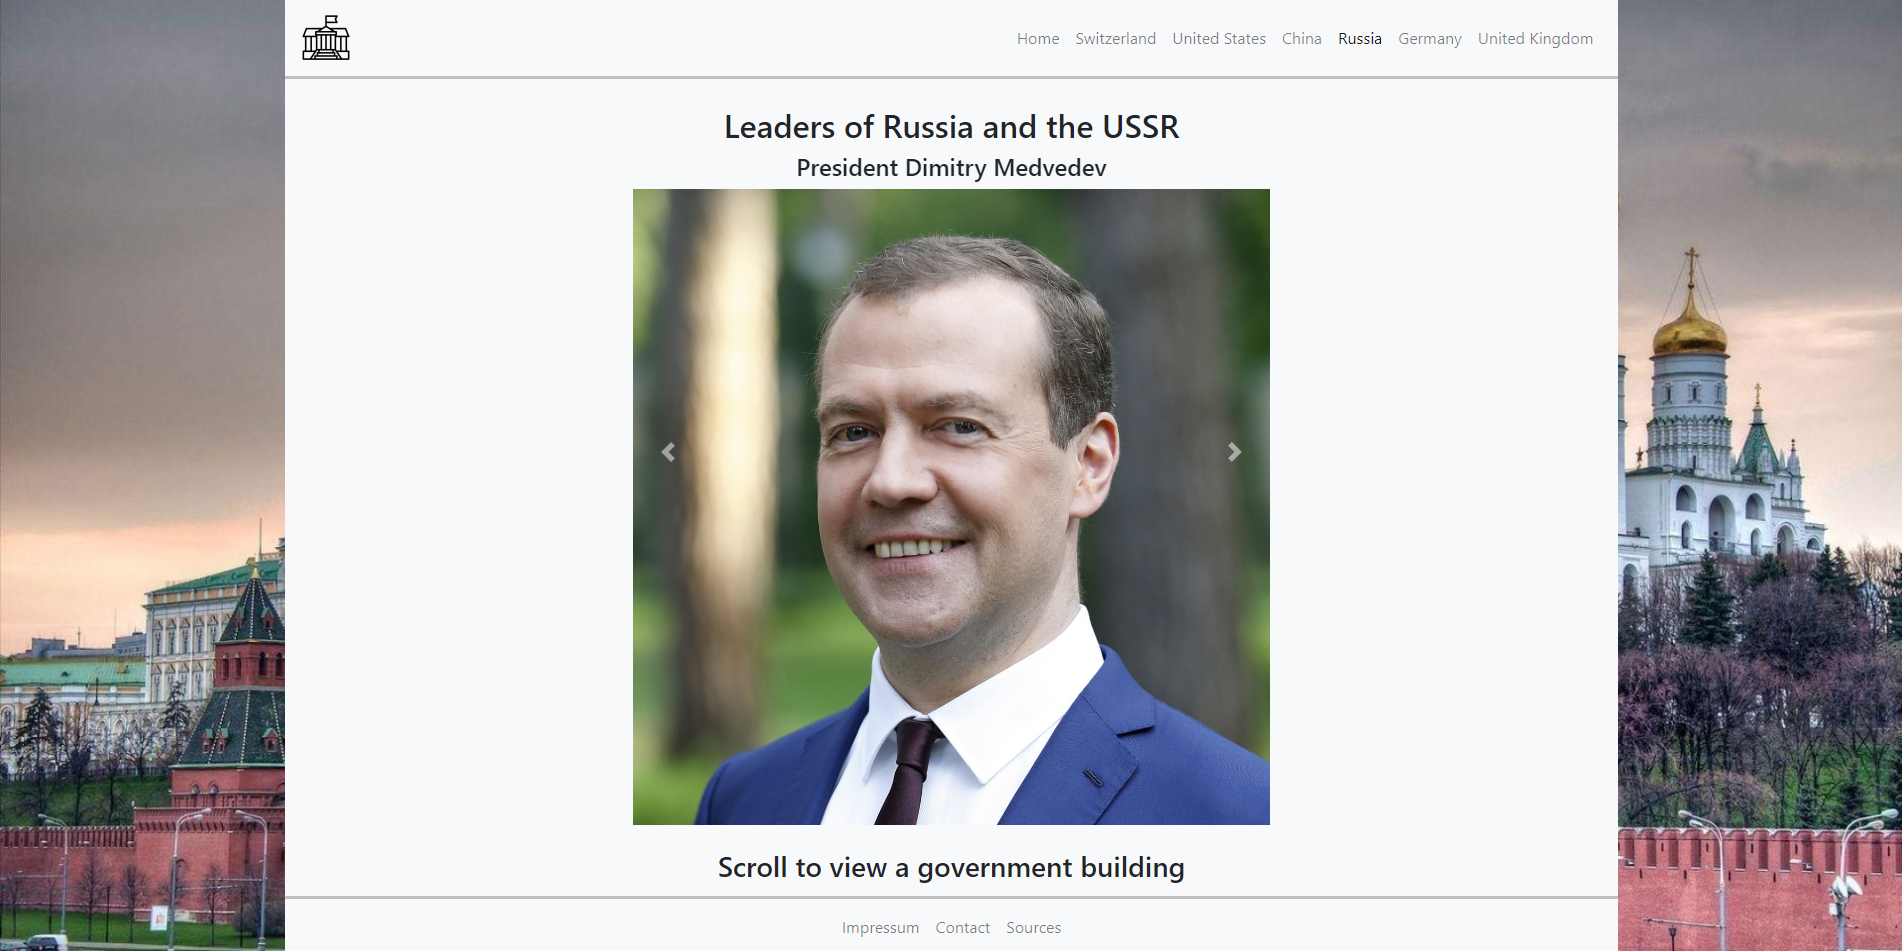 Home Switzerland United States China Russia Germany United Kingdom
Leaders of Russia and the USSR
President Dimitry Medvedev
Scroll to view a government building
Impressum Contact Sources